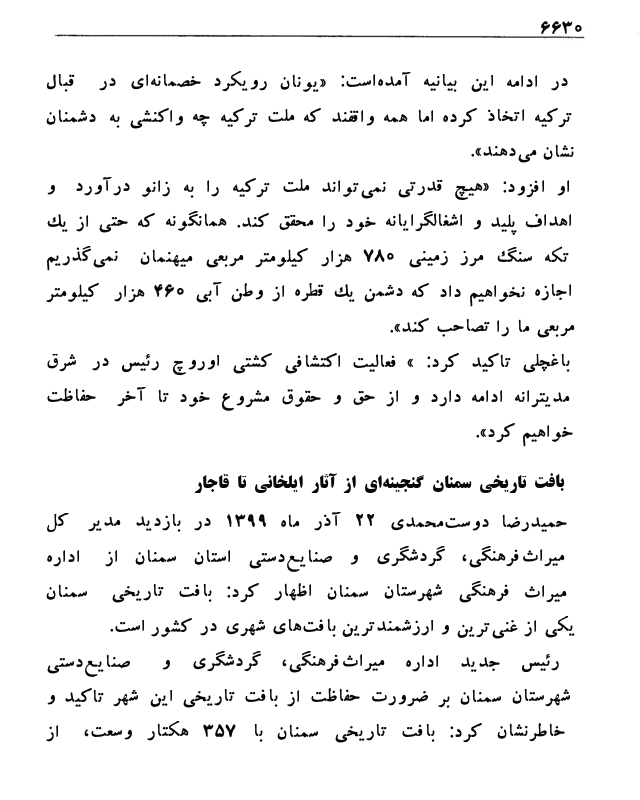 ۶۶۳۰
در ادامه این بیانیه آمده‌است: «یونان رویکرد خصمانه‌ای در قبال
ترکیه اتخاذ کرده اما همه واقفند که ملت ترکیه چه واکنشی به دشمنان
نشان می‌دهند».
او افزود: «هیچ قدرتی نمی‌تواند ملت ترکیه را به زانو درآورد و
اهداف پلید و اشغالگرایانه خود را محقق کند. همانگونه که حتی از یك
تکه سنگ مرز زمینی ۷۸۰ هزار کیلومتر مربعی میهنمان نمی‌گذریم
اجازه نخواهیم داد که دشمن یك قطره از وطن آبی ۴۶۰ هزار کیلومتر
مربعی ما را تصاحب کند».
باغچلی تاکید کرد: » فعالیت اکتشافی کشتی اوروچ رئیس در شرق
مدیترانه ادامه دارد و از حق و حقوق مشروع خود تا آخر حفاظت
خواهیم کرد».
بافت تاریخی سمنان گنجینه‌ای از آثار ایلخانی تا قاجار
حمیدرضا دوست‌محمدی ۲۲ آذر ماه ۱۳۹۹ در بازدید مدیر کل
میراث‌فرهنگی، گردشگری و صنایع‌دستی استان سمنان از اداره
میراث فرهنگی شهرستان سمنان اظهار کرد: بافت تاریخی سمنان
یکی از غنی‌ترین و ارزشمندترین بافت‌های شهری در کشور است.
رئیس جدید اداره میراث‌فرهنگی، گردشگری و صنایع‌دستی
شهرستان سمنان بر ضرورت حفاظت از بافت تاریخی این شهر تاکید و
خاطرنشان کرد: بافت تاریخی سمنان با ۳۵۷ هکتار وسعت، از